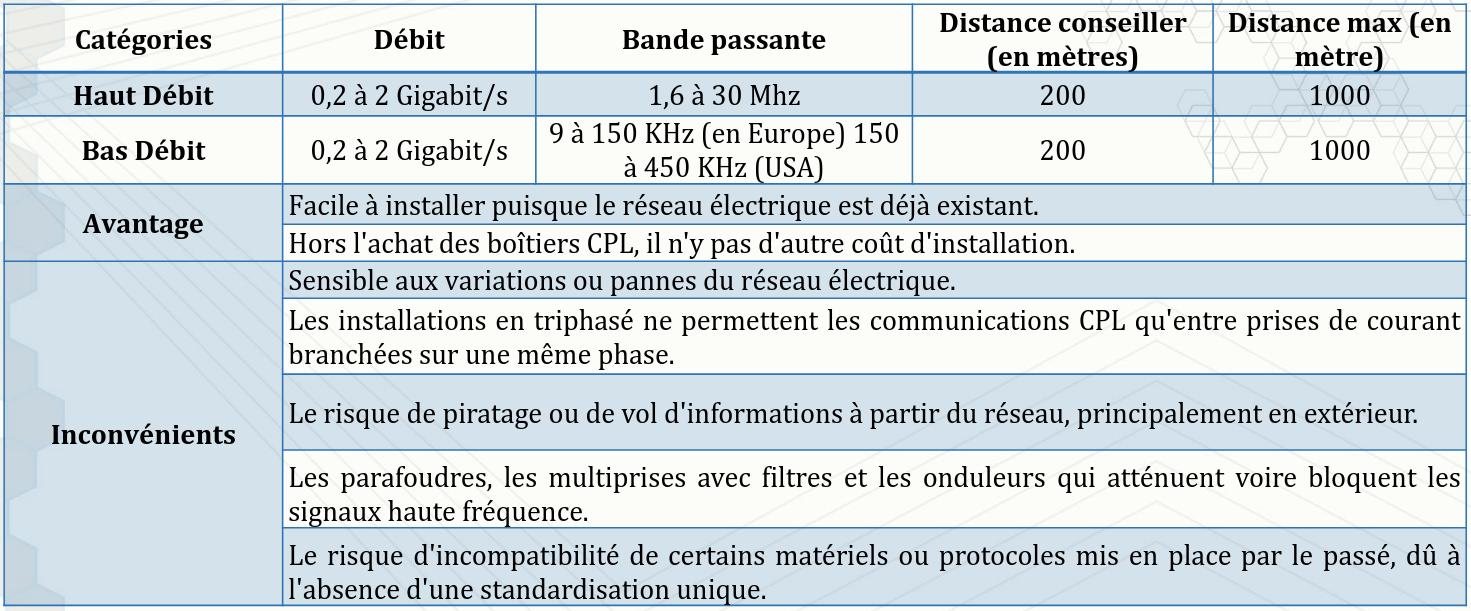 Catégories Débit Bande passante Distance conseiller (en mètres) Distance max (en mètre)
Haut Débit 0,2 à 2 Gigabit/s 1,6 à 30 Mhz 200 1000
Bas Débit 0,2 à 2 Gigabit/s 9 à 150 KHz (en Europe) 150 à 450 KHz (USA) 200 1000
Avantage
Facile à installer puisque le réseau électrique est déjà existant.
Hors l'achat des boîtiers CPL, il n'y pas d'autre coût d'installation.
Inconvénients
Sensible aux variations ou pannes du réseau électrique.
Les installations en triphasé ne permettent les communications CPL qu'entre prises de courant
branchées sur une même phase.
Le risque de piratage ou de vol d'informations à partir du réseau, principalement en extérieur.
Les parafoudres, les multiprises avec filtres et les onduleurs qui atténuent voire bloquent les
signaux haute fréquence.
Le risque d'incompatibilité de certains matériels ou protocoles mis en place par le passé, dû à
l'absence d'une standardisation unique.